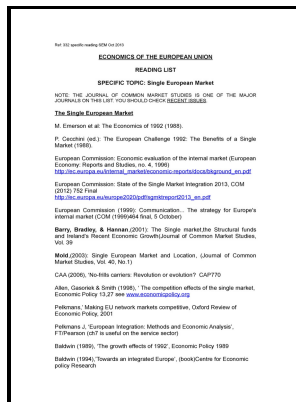 Ref: 332 specific reading SEM Oct 2013
ECONOMICS OF THE EUROPEAN UNION
READING LIST
SPECIFIC TOPIC: Single European Market
NOTE: THE JOURNAL OF COMMON MARKET STUDIES IS ONE OF THE MAJOR
JOURNALS ON THIS LIST. YOU SHOULD CHECK RECENT ISSUES.
The Single European Market
M. Emerson et al: The Economics of 1992 (1988).
P. Cecchini (ed.): The European Challenge 1992: The Benefits of a Single
Market (1988).
European Commission: Economic evaluation of the internal market (European
Economy: Reports and Studies, no. 4, 1996)
http://ec.europa.eu/internal_market/economic-reports/docs/bkground_en.pdf
European Commission: State of the Single Market Integration 2013, COM
(2012) 752 Final
http://ec.europa.eu/europe2020/pdf/sgmktreport2013_en.pdf
European Commission (1999): Communication... The strategy for Europe's
internal market (COM (1999)464 final, 5 October)
Barry, Bradley, & Hannan,(2001): The Single market,the Structural funds
and Ireland's Recent Economic Growth(Journal of Common Market Studies,
Vol. 39
Mold,(2003): Single European Market and Location, (Journal of Common
Market Studies, Vol. 40, No.1)
CAA (2006), 'No-frills carriers: Revolution or evolution? CAP770
Allen, Gasoriek & Smith (1998), ' The competition effects of the single market,
Economic Policy 13,27 see www.economicpolicy.org
Pelkmans,' Making EU network markets competitive, Oxford Review of
Economic Policy, 2001
Pelkmans J, 'European Integration: Methods and Economic Analysis',
FT/Pearson (ch7 is useful on the service sector)
Baldwin (1989), 'The growth effects of 1992', Economic Policy 1989
Baldwin (1994),'Towards an integrated Europe', (book)Centre for Economic
policy Research